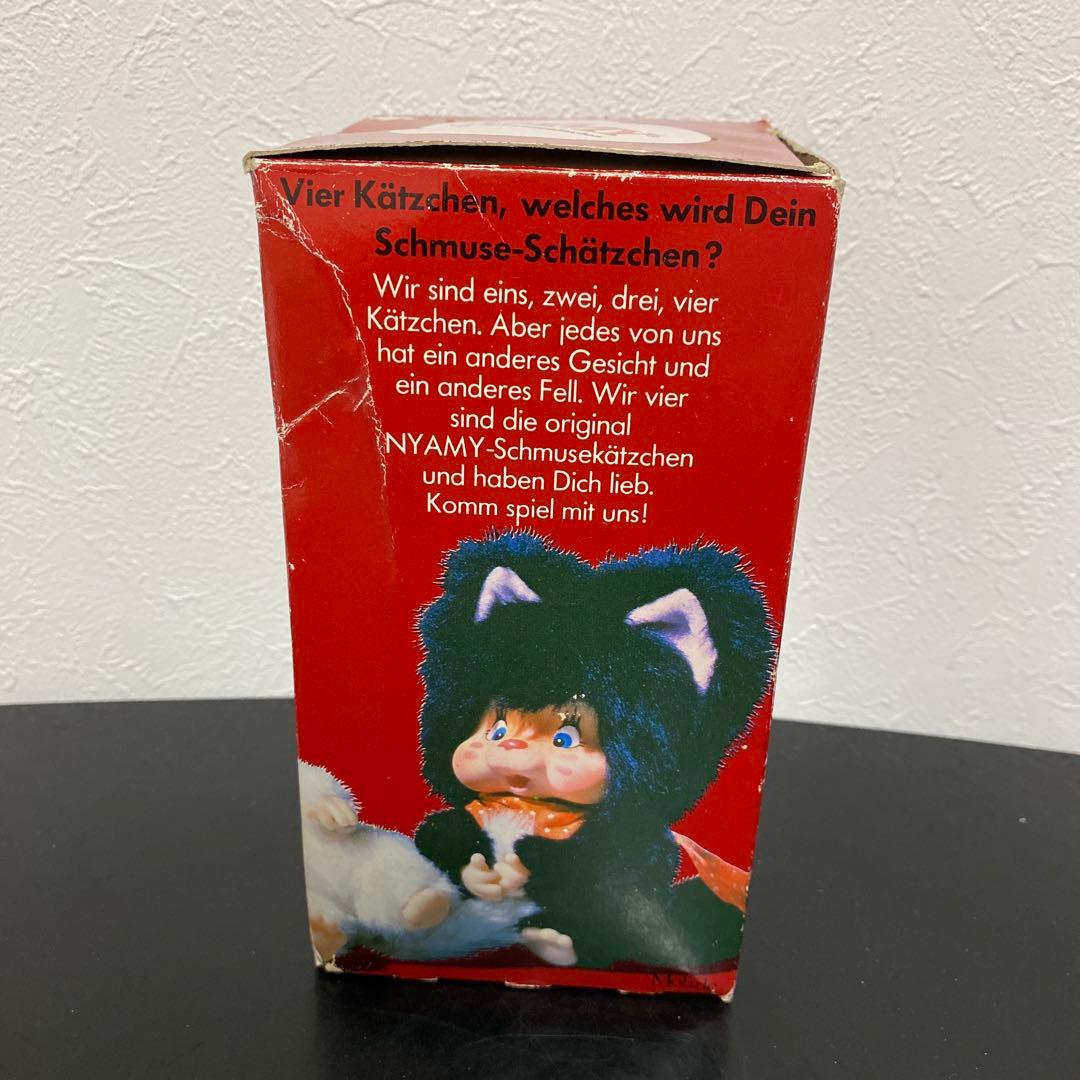 Vier Kätzchen, welches wird Dein
Schmuse-Schätzchen?
Wir sind eins, zwei, drei, vier
Kätzchen. Aber jedes von uns
hat ein anderes Gesicht und
ein anderes Fell. Wir vier
sind die original
NYAMY-Schmusekätzchen
und haben Dich lieb.
Komm spiel mit uns!